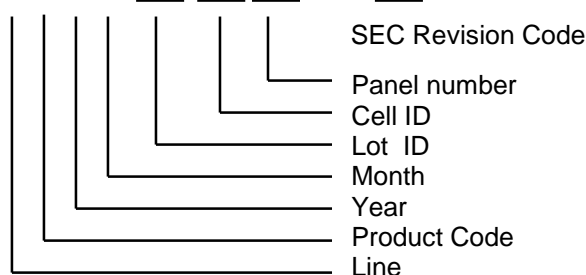 SEC Revision Code
Panel number
Cell ID
Lot ID
Month
Year
Product Code
Line